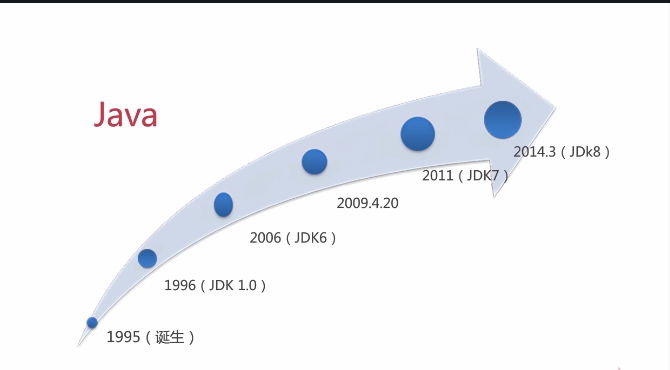 Java
2014.3（JDk8）
2011（JDK7）
2009.4.20
2006（JDK6）
1996（JDK 1.0）
1995（诞生）